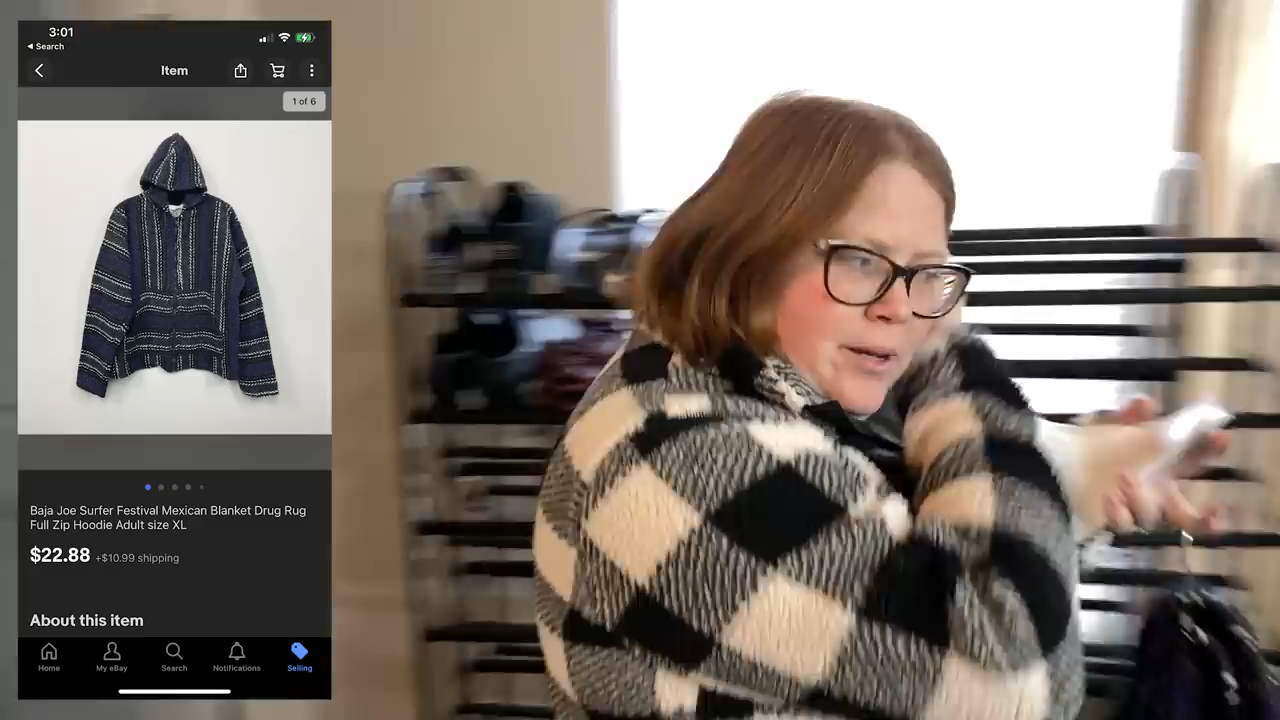 3:01
Search
Item
1 of 6
Baja Joe Surfer Festival Mexican Blanket Drug Rug
Full Zip Hoodie Adult size XL
$22.88 +$10.99 shipping
About this item
Home My eBay Search Notifications Selling